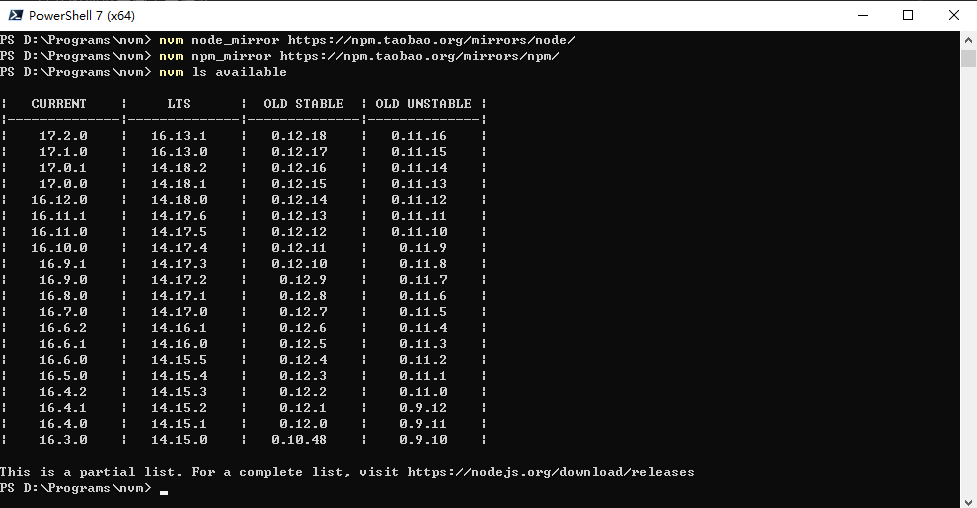 PowerShell 7 (x64)
PS D:\Programs\nvm> nvm node_mirror https://npm.taobao.org/mirrors/node/
PS D:\Programs\nvm> nvm npm_mirror https://npm.taobao.org/mirrors/npm/
PS D:\Programs\nvm> nvm ls available
|   CURRENT    |     LTS      |  OLD STABLE  | OLD UNSTABLE |
|--------------|--------------|--------------|--------------|
|    17.2.0    |   16.13.1    |   0.12.18    |   0.11.16    |
|    17.1.0    |   16.13.0    |   0.12.17    |   0.11.15    |
|    17.0.1    |   14.18.2    |   0.12.16    |   0.11.14    |
|    17.0.0    |   14.18.1    |   0.12.15    |   0.11.13    |
|   16.12.0    |   14.18.0    |   0.12.14    |   0.11.12    |
|   16.11.1    |   14.17.6    |   0.12.13    |   0.11.11    |
|   16.11.0    |   14.17.5    |   0.12.12    |   0.11.10    |
|   16.10.0    |   14.17.4    |   0.12.11    |    0.11.9    |
|    16.9.1    |   14.17.3    |   0.12.10    |    0.11.8    |
|    16.9.0    |   14.17.2    |    0.12.9    |    0.11.7    |
|    16.8.0    |   14.17.1    |    0.12.8    |    0.11.6    |
|    16.7.0    |   14.17.0    |    0.12.7    |    0.11.5    |
|    16.6.2    |   14.16.1    |    0.12.6    |    0.11.4    |
|    16.6.1    |   14.16.0    |    0.12.5    |    0.11.3    |
|    16.6.0    |   14.15.5    |    0.12.4    |    0.11.2    |
|    16.5.0    |   14.15.4    |    0.12.3    |    0.11.1    |
|    16.4.2    |   14.15.3    |    0.12.2    |    0.11.0    |
|    16.4.1    |   14.15.2    |    0.12.1    |    0.9.12    |
|    16.4.0    |   14.15.1    |    0.12.0    |    0.9.11    |
|    16.3.0    |   14.15.0    |   0.10.48    |    0.9.10    |
This is a partial list. For a complete list, visit https://nodejs.org/download/releases
PS D:\Programs\nvm>